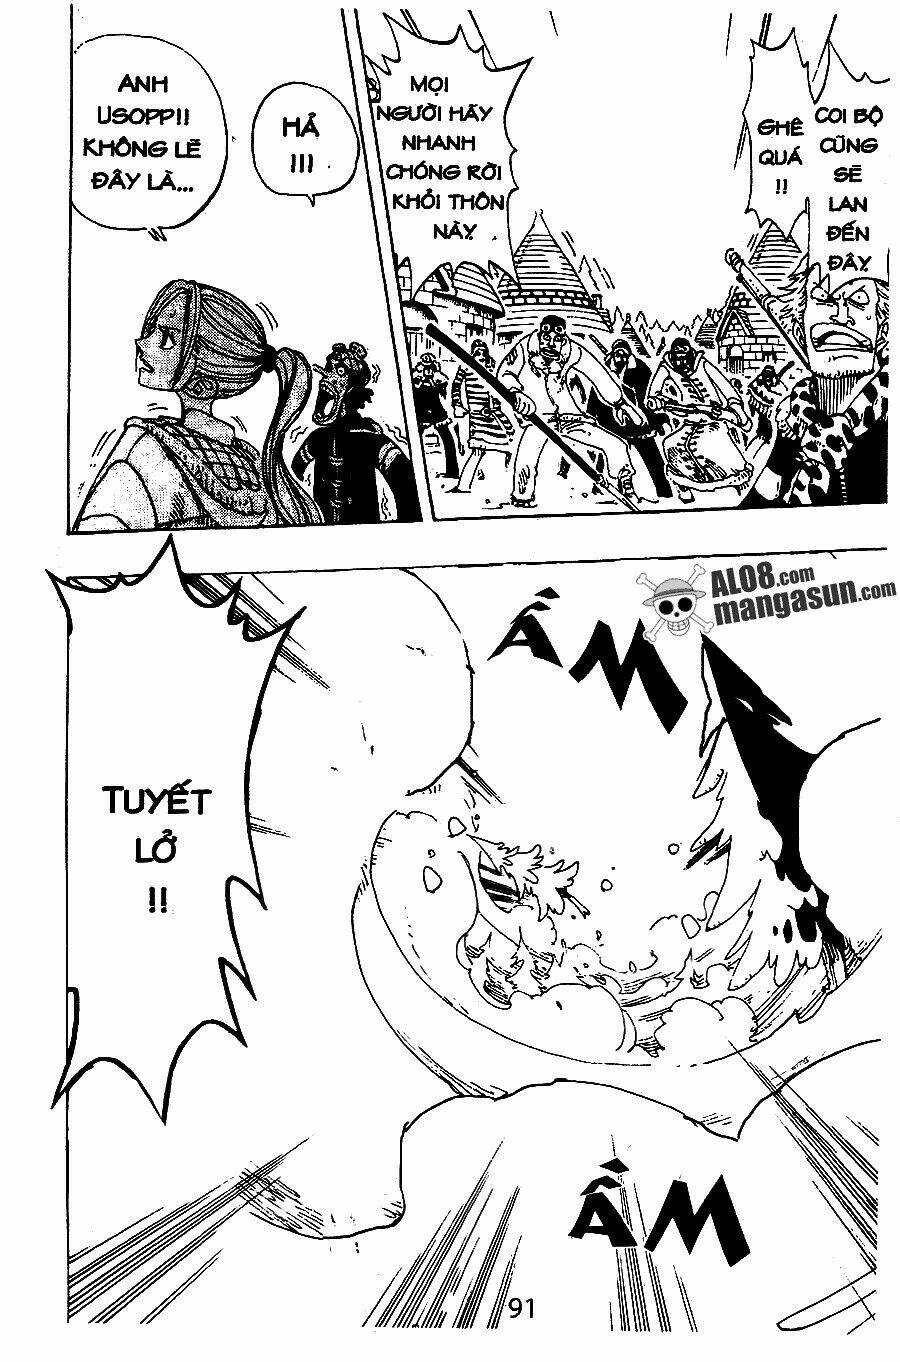 COI BỘ
CŨNG
SẼ
LAN
ĐẾN
ĐÂY
GHÊ
QUÁ
!!
MỌI
NGƯỜI HÃY
NHANH
CHÓNG RỜI
KHỎI THÔN
NÀY
HẢ
!!!
ANH
USOPP!!
KHÔNG LẼ
ĐÂY LÀ...
AL08.com
mangasun.com
ẦM
TUYẾT
LỞ
!!
ẦM
91